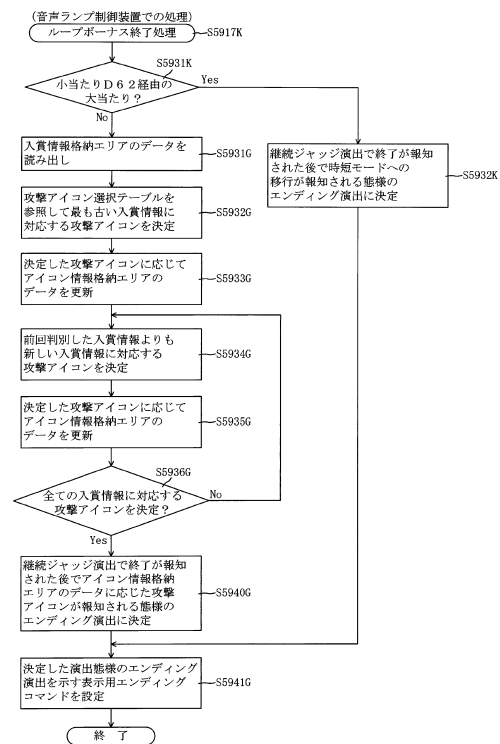 (音声ランプ制御装置での処理)
ループボーナス終了処理
S5917K
S5931K
小当たりD62経由の
大当たり?
Yes
No
入賞情報格納エリアのデータを
読み出し
S5931G
継続ジャッジ演出で終了が報知
された後で時短モードへの
移行が報知される態様の
エンディング演出に決定
S5932K
攻撃アイコン選択テーブルを
参照して最も古い入賞情報に
対応する攻撃アイコンを決定
S5932G
決定した攻撃アイコンに応じて
アイコン情報格納エリアの
データを更新
S5933G
前回判別した入賞情報よりも
新しい入賞情報に対応する
攻撃アイコンを決定
S5934G
決定した攻撃アイコンに応じて
アイコン情報格納エリアの
データを更新
S5935G
S5936G
全ての入賞情報に対応する
攻撃アイコンを決定?
No
Yes
継続ジャッジ演出で終了が報知
された後でアイコン情報格納
エリアのデータに応じた攻撃
アイコンが報知される態様の
エンディング演出に決定
S5940G
決定した演出態様のエンディング
演出を示す表示用エンディング
コマンドを設定
S5941G
終 了